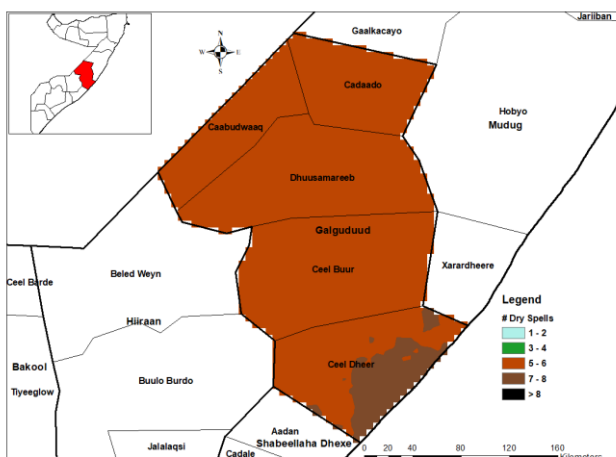 Jariiban
Gaalkacayo
N
W
E
S
Cadaado
Hobyo
Mudug
Caabudwaaq
Dhuusamareeb
Galguduud
Xarardheere
Beled Weyn
Ceel Barde
Ceel Buur
Hiiraan
Legend
# Dry Spells
1 - 2
3 - 4
5 - 6
7 - 8
> 8
Ceel Dheer
Bakool
Tiyeeglow
Buulo Burdo
Aadan
Shabeellaha Dhexe
Jalalaqsi
Cadale
0 20 40 80 120 160
Kilometers